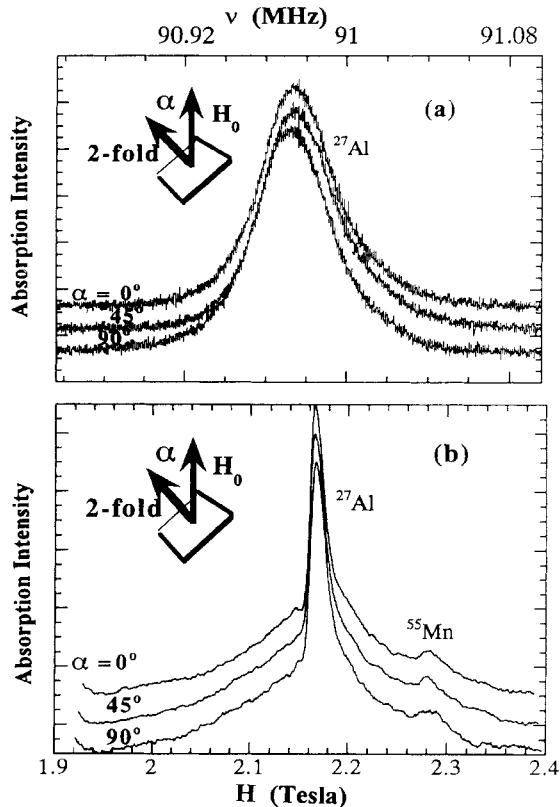 ν (MHz)
90.92 91 91.08
α H₀
2-fold
(a)
²⁷Al
α = 0°
45°
90°
Absorption Intensity
α H₀
2-fold
(b)
²⁷Al
⁵⁵Mn
α = 0°
45°
90°
Absorption Intensity
1.9 2 2.1 2.2 2.3 2.4
H (Tesla)